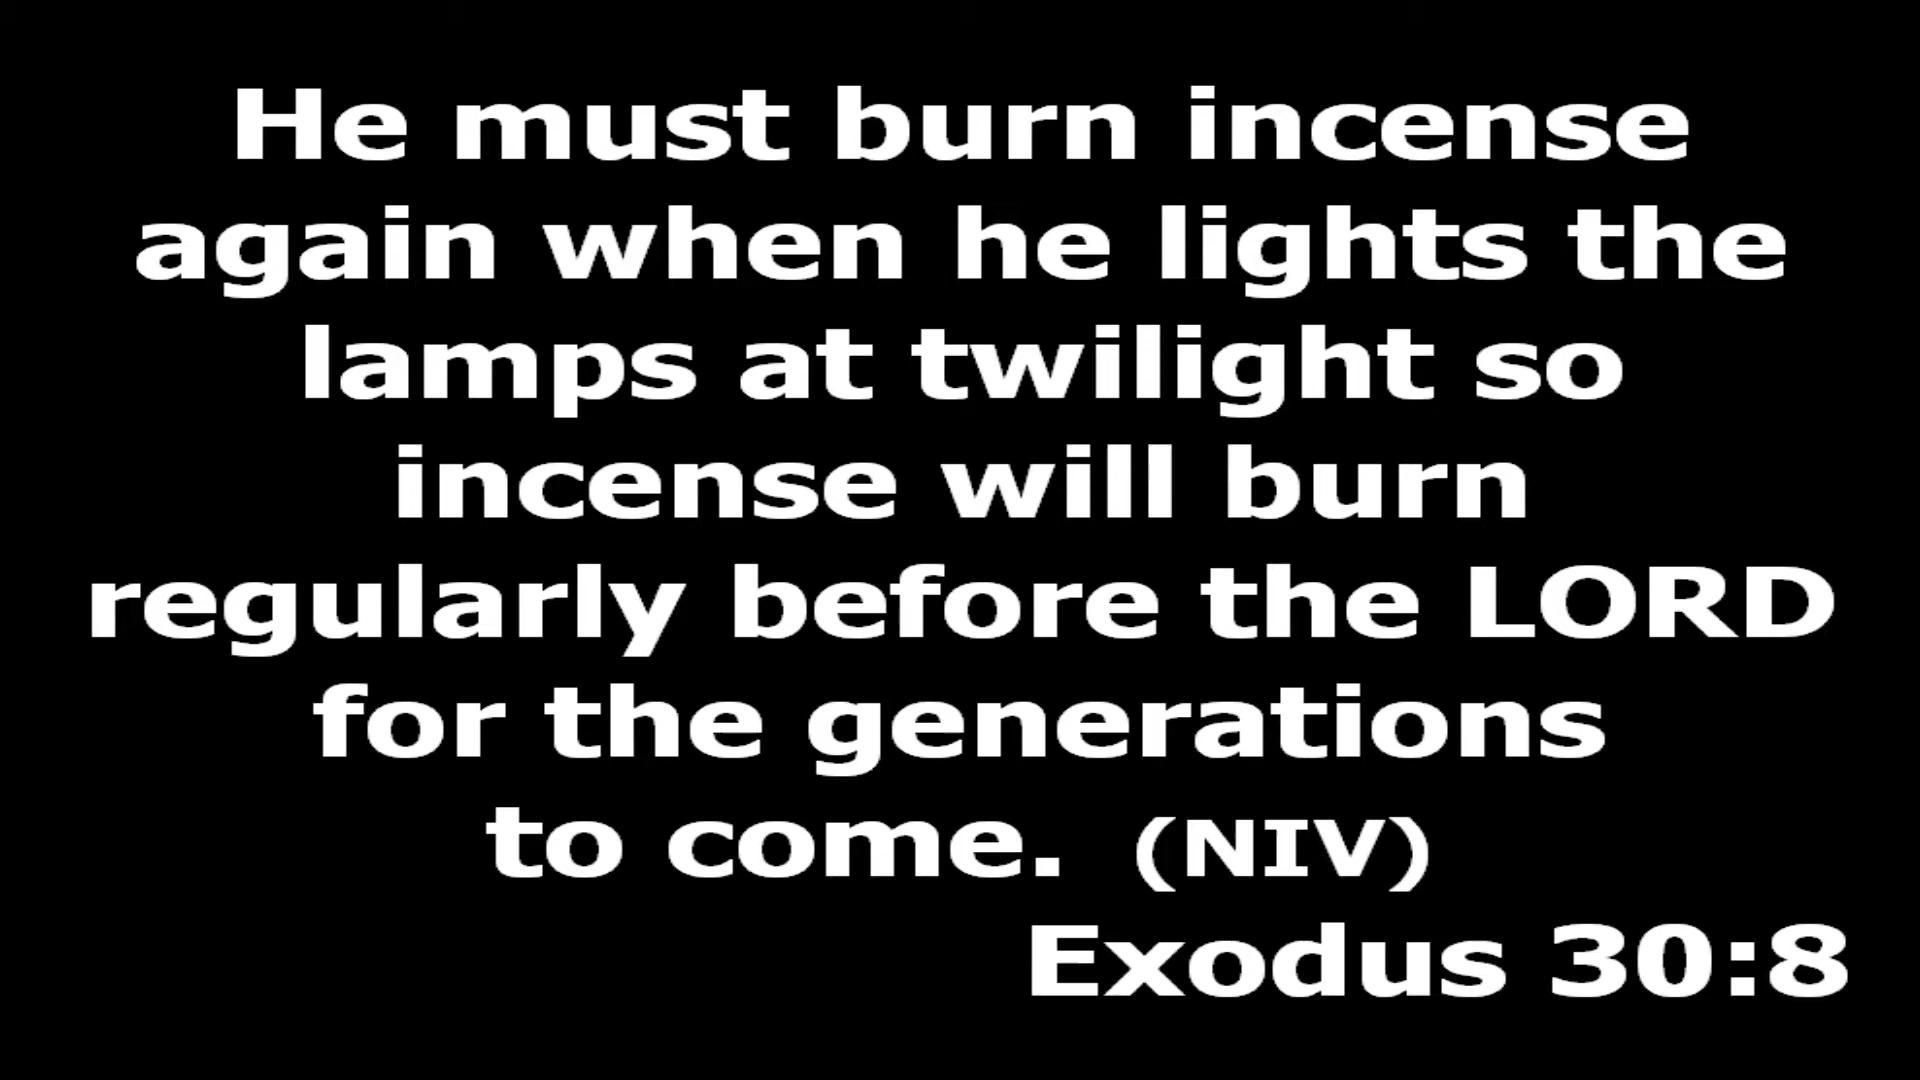 He must burn incense
again when he lights the
lamps at twilight so
incense will burn
regularly before the LORD
for the generations
to come. (NIV)
Exodus 30:8